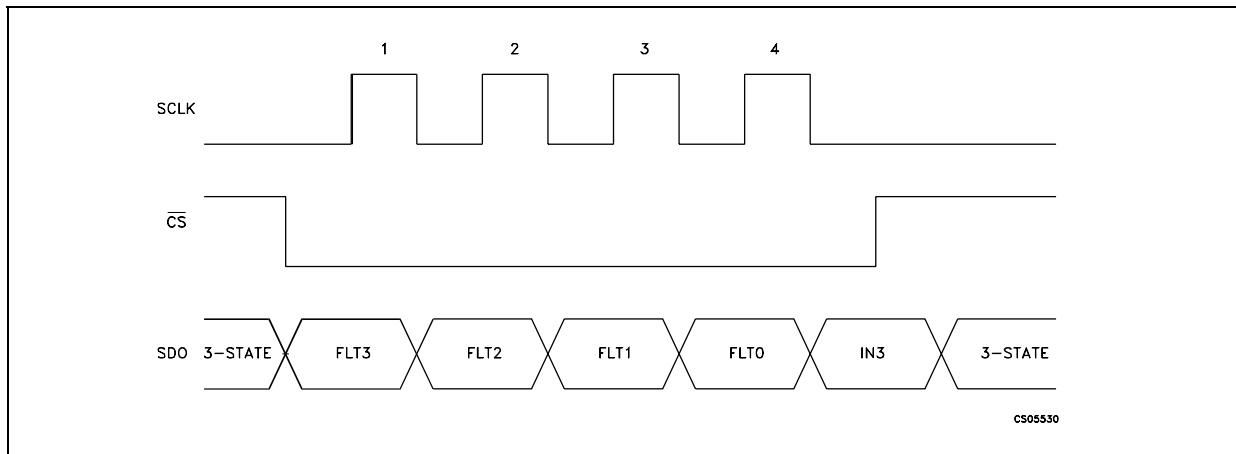 1 2 3 4
SCLK
CS
SDO 3-STATE FLT3 FLT2 FLT1 FLT0 IN3 3-STATE
CS05530